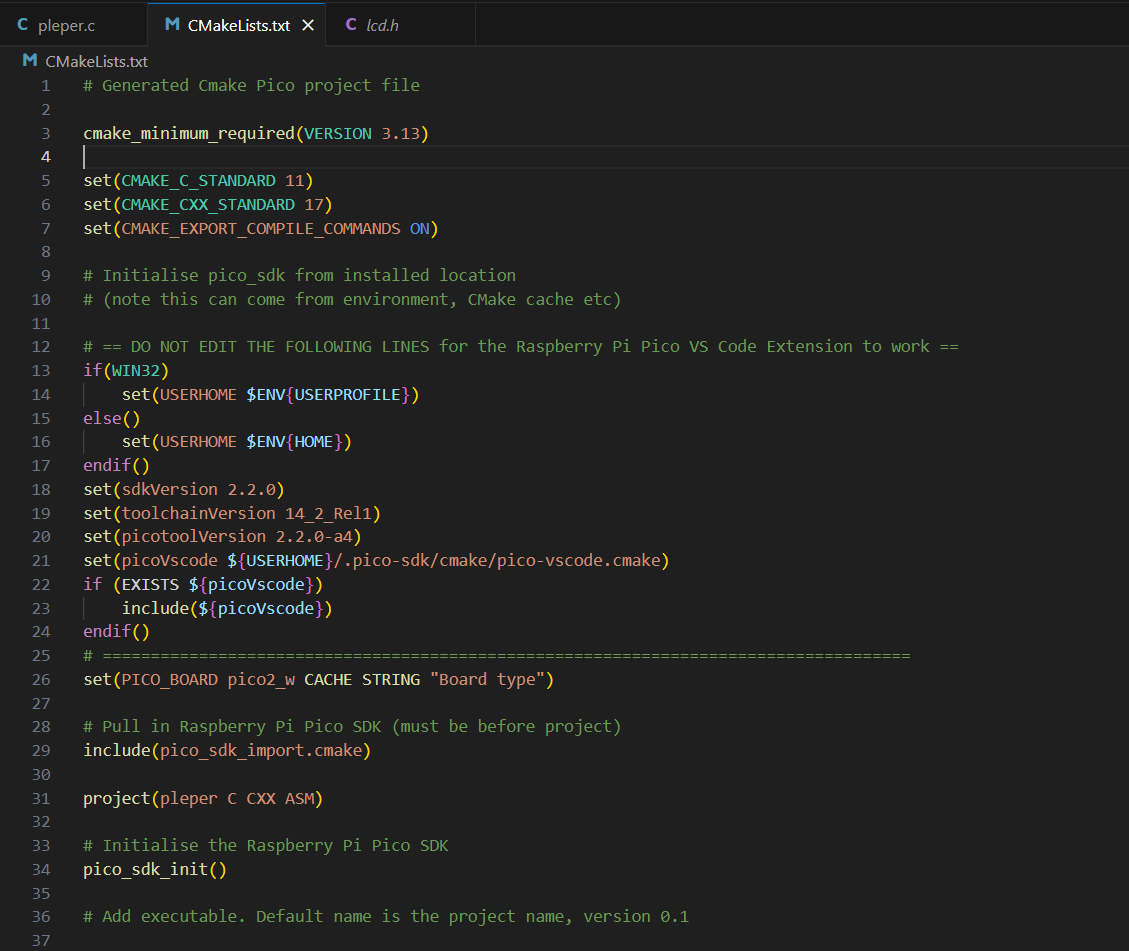 C pleper.c M CMakeLists.txt × C lcd.h
M CMakeLists.txt
1 # Generated Cmake Pico project file
2
3 cmake_minimum_required(VERSION 3.13)
4
5 set(CMAKE_C_STANDARD 11)
6 set(CMAKE_CXX_STANDARD 17)
7 set(CMAKE_EXPORT_COMPILE_COMMANDS ON)
8
9 # Initialise pico_sdk from installed location
10 # (note this can come from environment, CMake cache etc)
11
12 # == DO NOT EDIT THE FOLLOWING LINES for the Raspberry Pi Pico VS Code Extension to work ==
13 if(WIN32)
14     set(USERHOME $ENV{USERPROFILE})
15 else()
16     set(USERHOME $ENV{HOME})
17 endif()
18 set(sdkVersion 2.2.0)
19 set(toolchainVersion 14_2_Rel1)
20 set(picotoolVersion 2.2.0-a4)
21 set(picoVscode ${USERHOME}/.pico-sdk/cmake/pico-vscode.cmake)
22 if (EXISTS ${picoVscode})
23     include(${picoVscode})
24 endif()
25 # ====================================================================================
26 set(PICO_BOARD pico2_w CACHE STRING "Board type")
27
28 # Pull in Raspberry Pi Pico SDK (must be before project)
29 include(pico_sdk_import.cmake)
30
31 project(pleper C CXX ASM)
32
33 # Initialise the Raspberry Pi Pico SDK
34 pico_sdk_init()
35
36 # Add executable. Default name is the project name, version 0.1
37